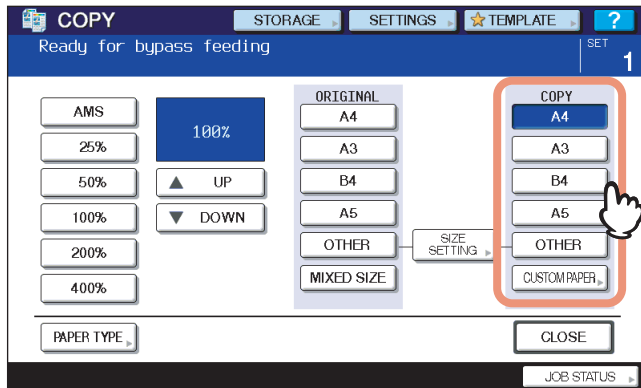 COPY
STORAGE
SETTINGS
TEMPLATE
?
Ready for bypass feeding
SET
1
AMS
25%
50%
100%
200%
400%
100%
UP
DOWN
ORIGINAL
A4
A3
B4
A5
OTHER
MIXED SIZE
SIZE
SETTING
COPY
A4
A3
B4
A5
OTHER
CUSTOM PAPER
PAPER TYPE
CLOSE
JOB STATUS